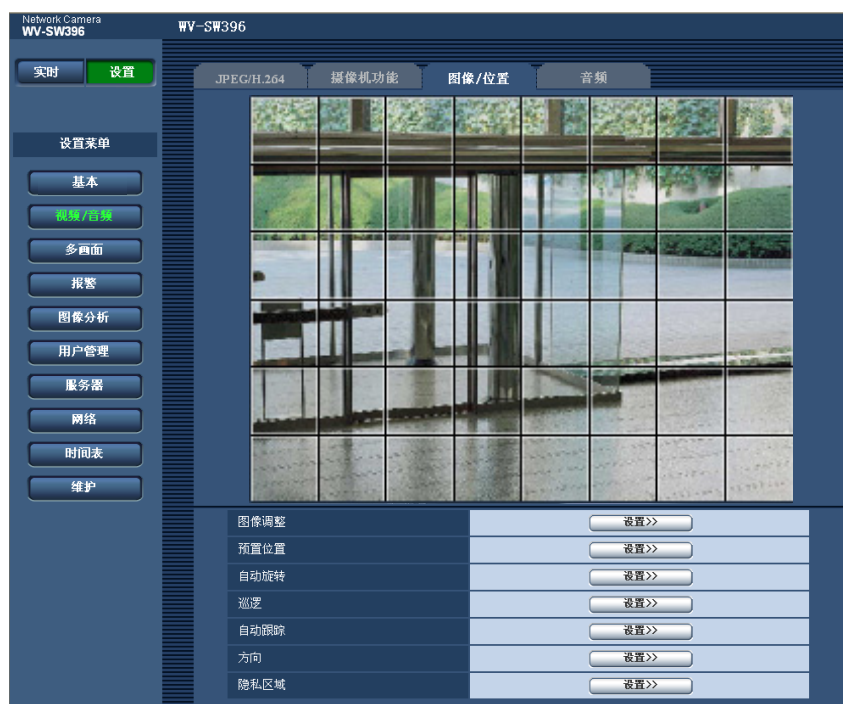 Network Camera
WV-SW396
WV-SW396
实时
设置
JPEG/H.264
摄像机功能
图像/位置
音频
设置菜单
基本
视频/音频
多画面
报警
图像分析
用户管理
服务器
网络
时间表
维护
图像调整 设置>>
预置位置 设置>>
自动旋转 设置>>
巡逻 设置>>
自动跟踪 设置>>
方向 设置>>
隐私区域 设置>>